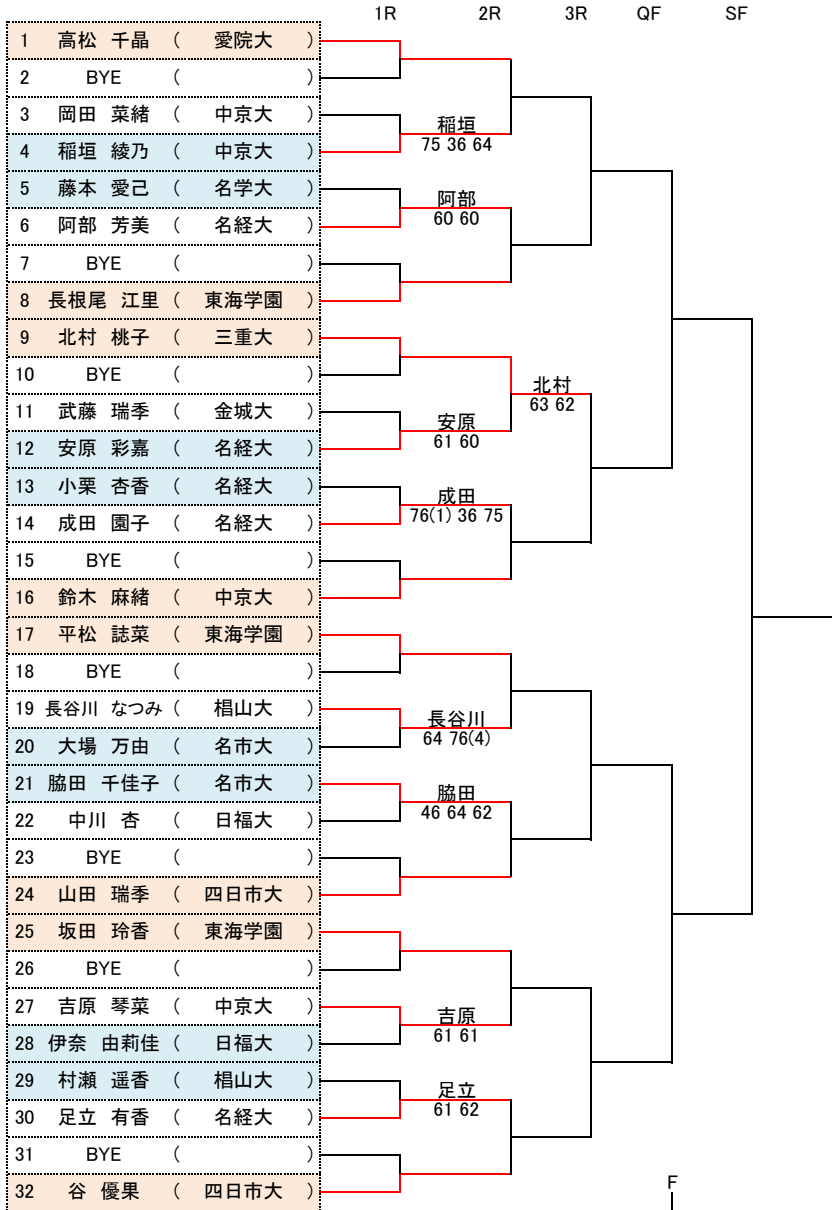 1R 2R 3R QF SF
1 高松 千晶 ( 愛院大 )
2 BYE ( )
3 岡田 菜緒 ( 中京大 )
稲垣
75 36 64
4 稲垣 綾乃 ( 中京大 )
5 藤本 愛己 ( 名学大 )
阿部
60 60
6 阿部 芳美 ( 名経大 )
7 BYE ( )
8 長根尾 江里 ( 東海学園 )
9 北村 桃子 ( 三重大 )
10 BYE ( )
北村
63 62
11 武藤 瑞季 ( 金城大 )
安原
61 60
12 安原 彩嘉 ( 名経大 )
13 小栗 杏香 ( 名経大 )
成田
76(1) 36 75
14 成田 園子 ( 名経大 )
15 BYE ( )
16 鈴木 麻緒 ( 中京大 )
17 平松 誌菜 ( 東海学園 )
18 BYE ( )
19 長谷川 なつみ ( 椙山大 )
長谷川
64 76(4)
20 大場 万由 ( 名市大 )
21 脇田 千佳子 ( 名市大 )
脇田
46 64 62
22 中川 杏 ( 日福大 )
23 BYE ( )
24 山田 瑞季 ( 四日市大 )
25 坂田 玲香 ( 東海学園 )
26 BYE ( )
27 吉原 琴菜 ( 中京大 )
吉原
61 61
28 伊奈 由莉佳 ( 日福大 )
29 村瀬 遥香 ( 椙山大 )
足立
61 62
30 足立 有香 ( 名経大 )
31 BYE ( )
F
32 谷 優果 ( 四日市大 )